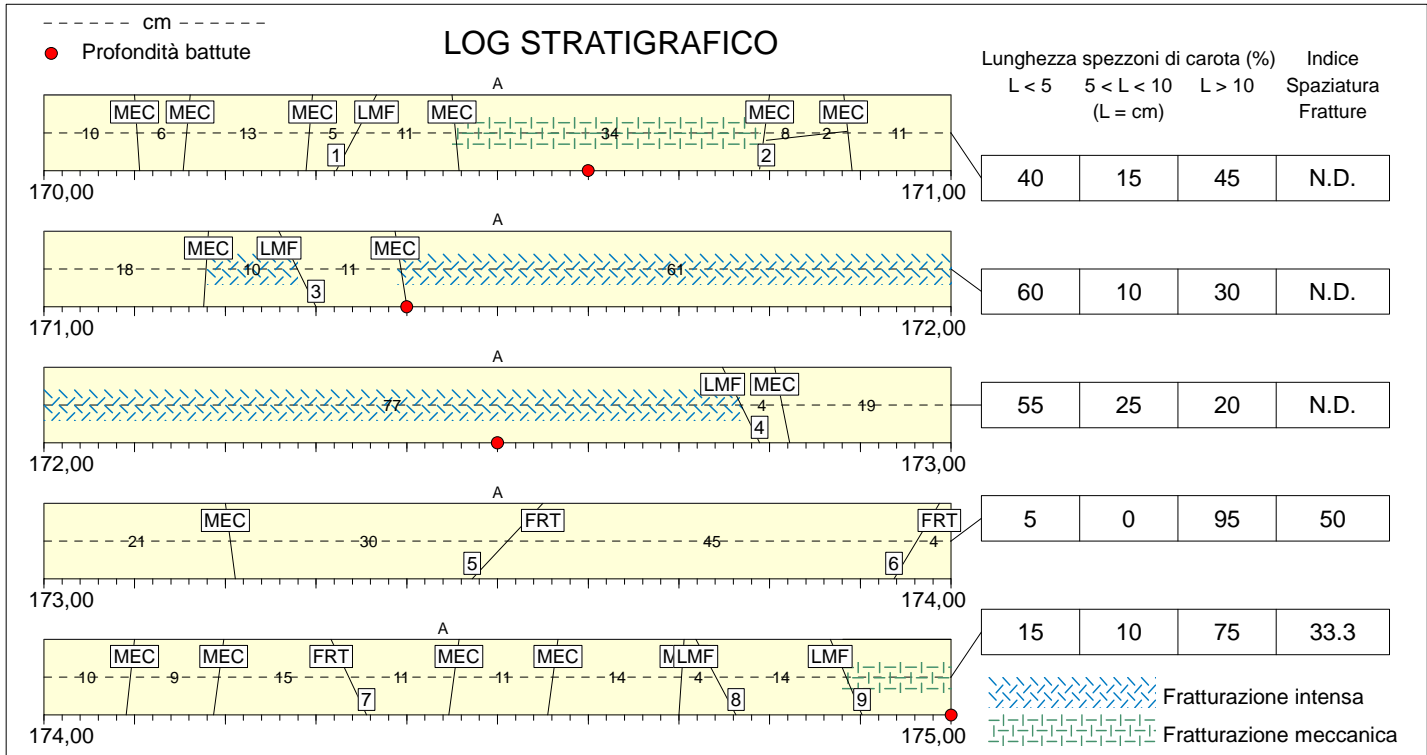 cm
Profondità battute
LOG STRATIGRAFICO
Lunghezza spezzoni di carota (%)
L < 5
5 < L < 10
(L = cm)
L > 10
Indice
Spaziatura
Fratture
A
MEC MEC MEC LMF MEC MEC MEC
10 6 13 5 11 34 8 2 11
1 2
170,00 171,00
40 15 45 N.D.
A
MEC LMF MEC
18 10 11 61
3
171,00 172,00
60 10 30 N.D.
A
LMF MEC
77 4 19
4
172,00 173,00
55 25 20 N.D.
A
MEC FRT FRT
21 30 45 4
5 6
173,00 174,00
5 0 95 50
A
MEC MEC FRT MEC MEC LMF LMF
10 9 15 11 11 14 4 14
7 8 9
174,00 175,00
15 10 75 33.3
Fratturazione intensa
Fratturazione meccanica